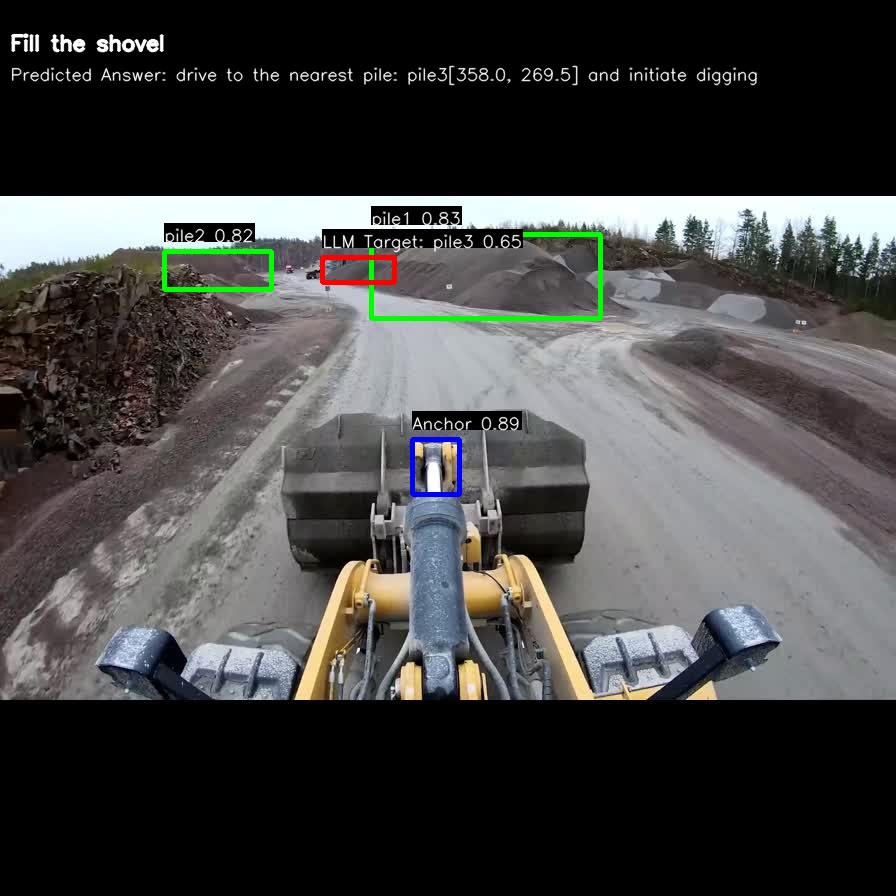 Fill the shovel
Predicted Answer: drive to the nearest pile: pile3[358.0, 269.5] and initiate digging
pile1 0.83
pile2 0.82
LLM Target: pile3 0.65
Anchor 0.89